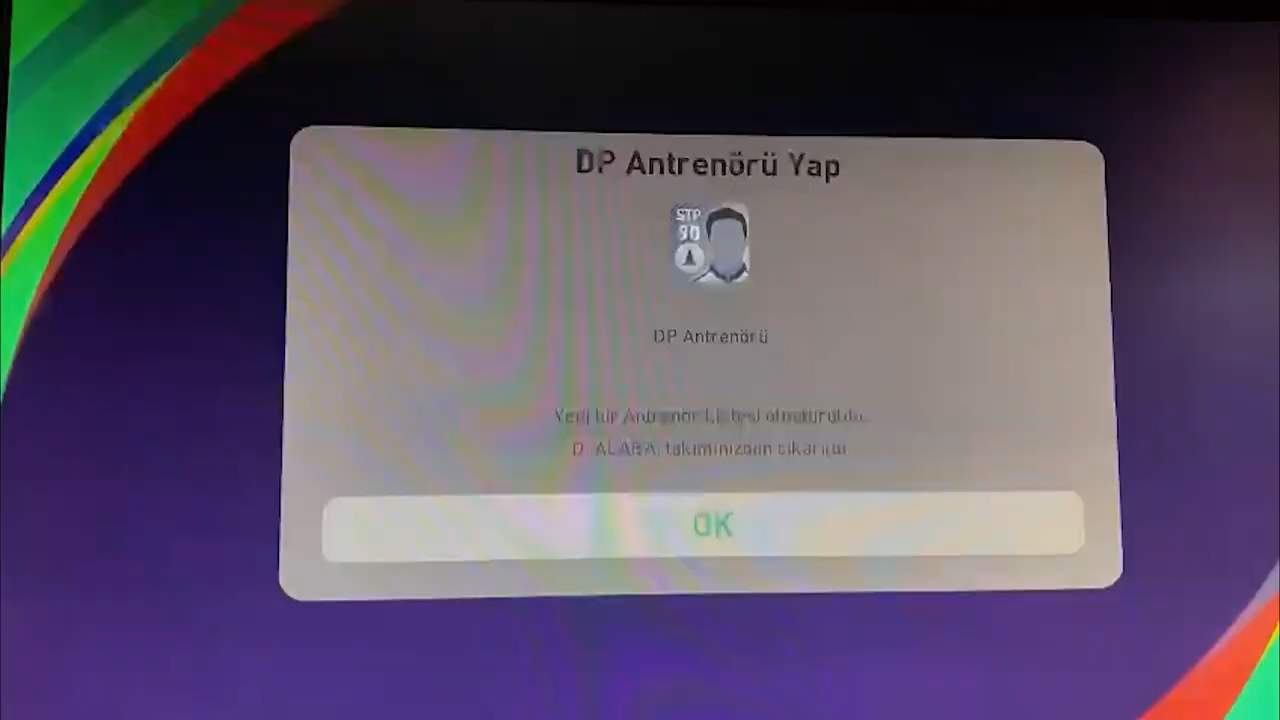 DP Antrenörü Yap
STP
90
DP Antrenörü
Yeni bir Antrenör Listesi oluşturuldu.
D. ALABA, takımınızdan çıkarıldı.
OK